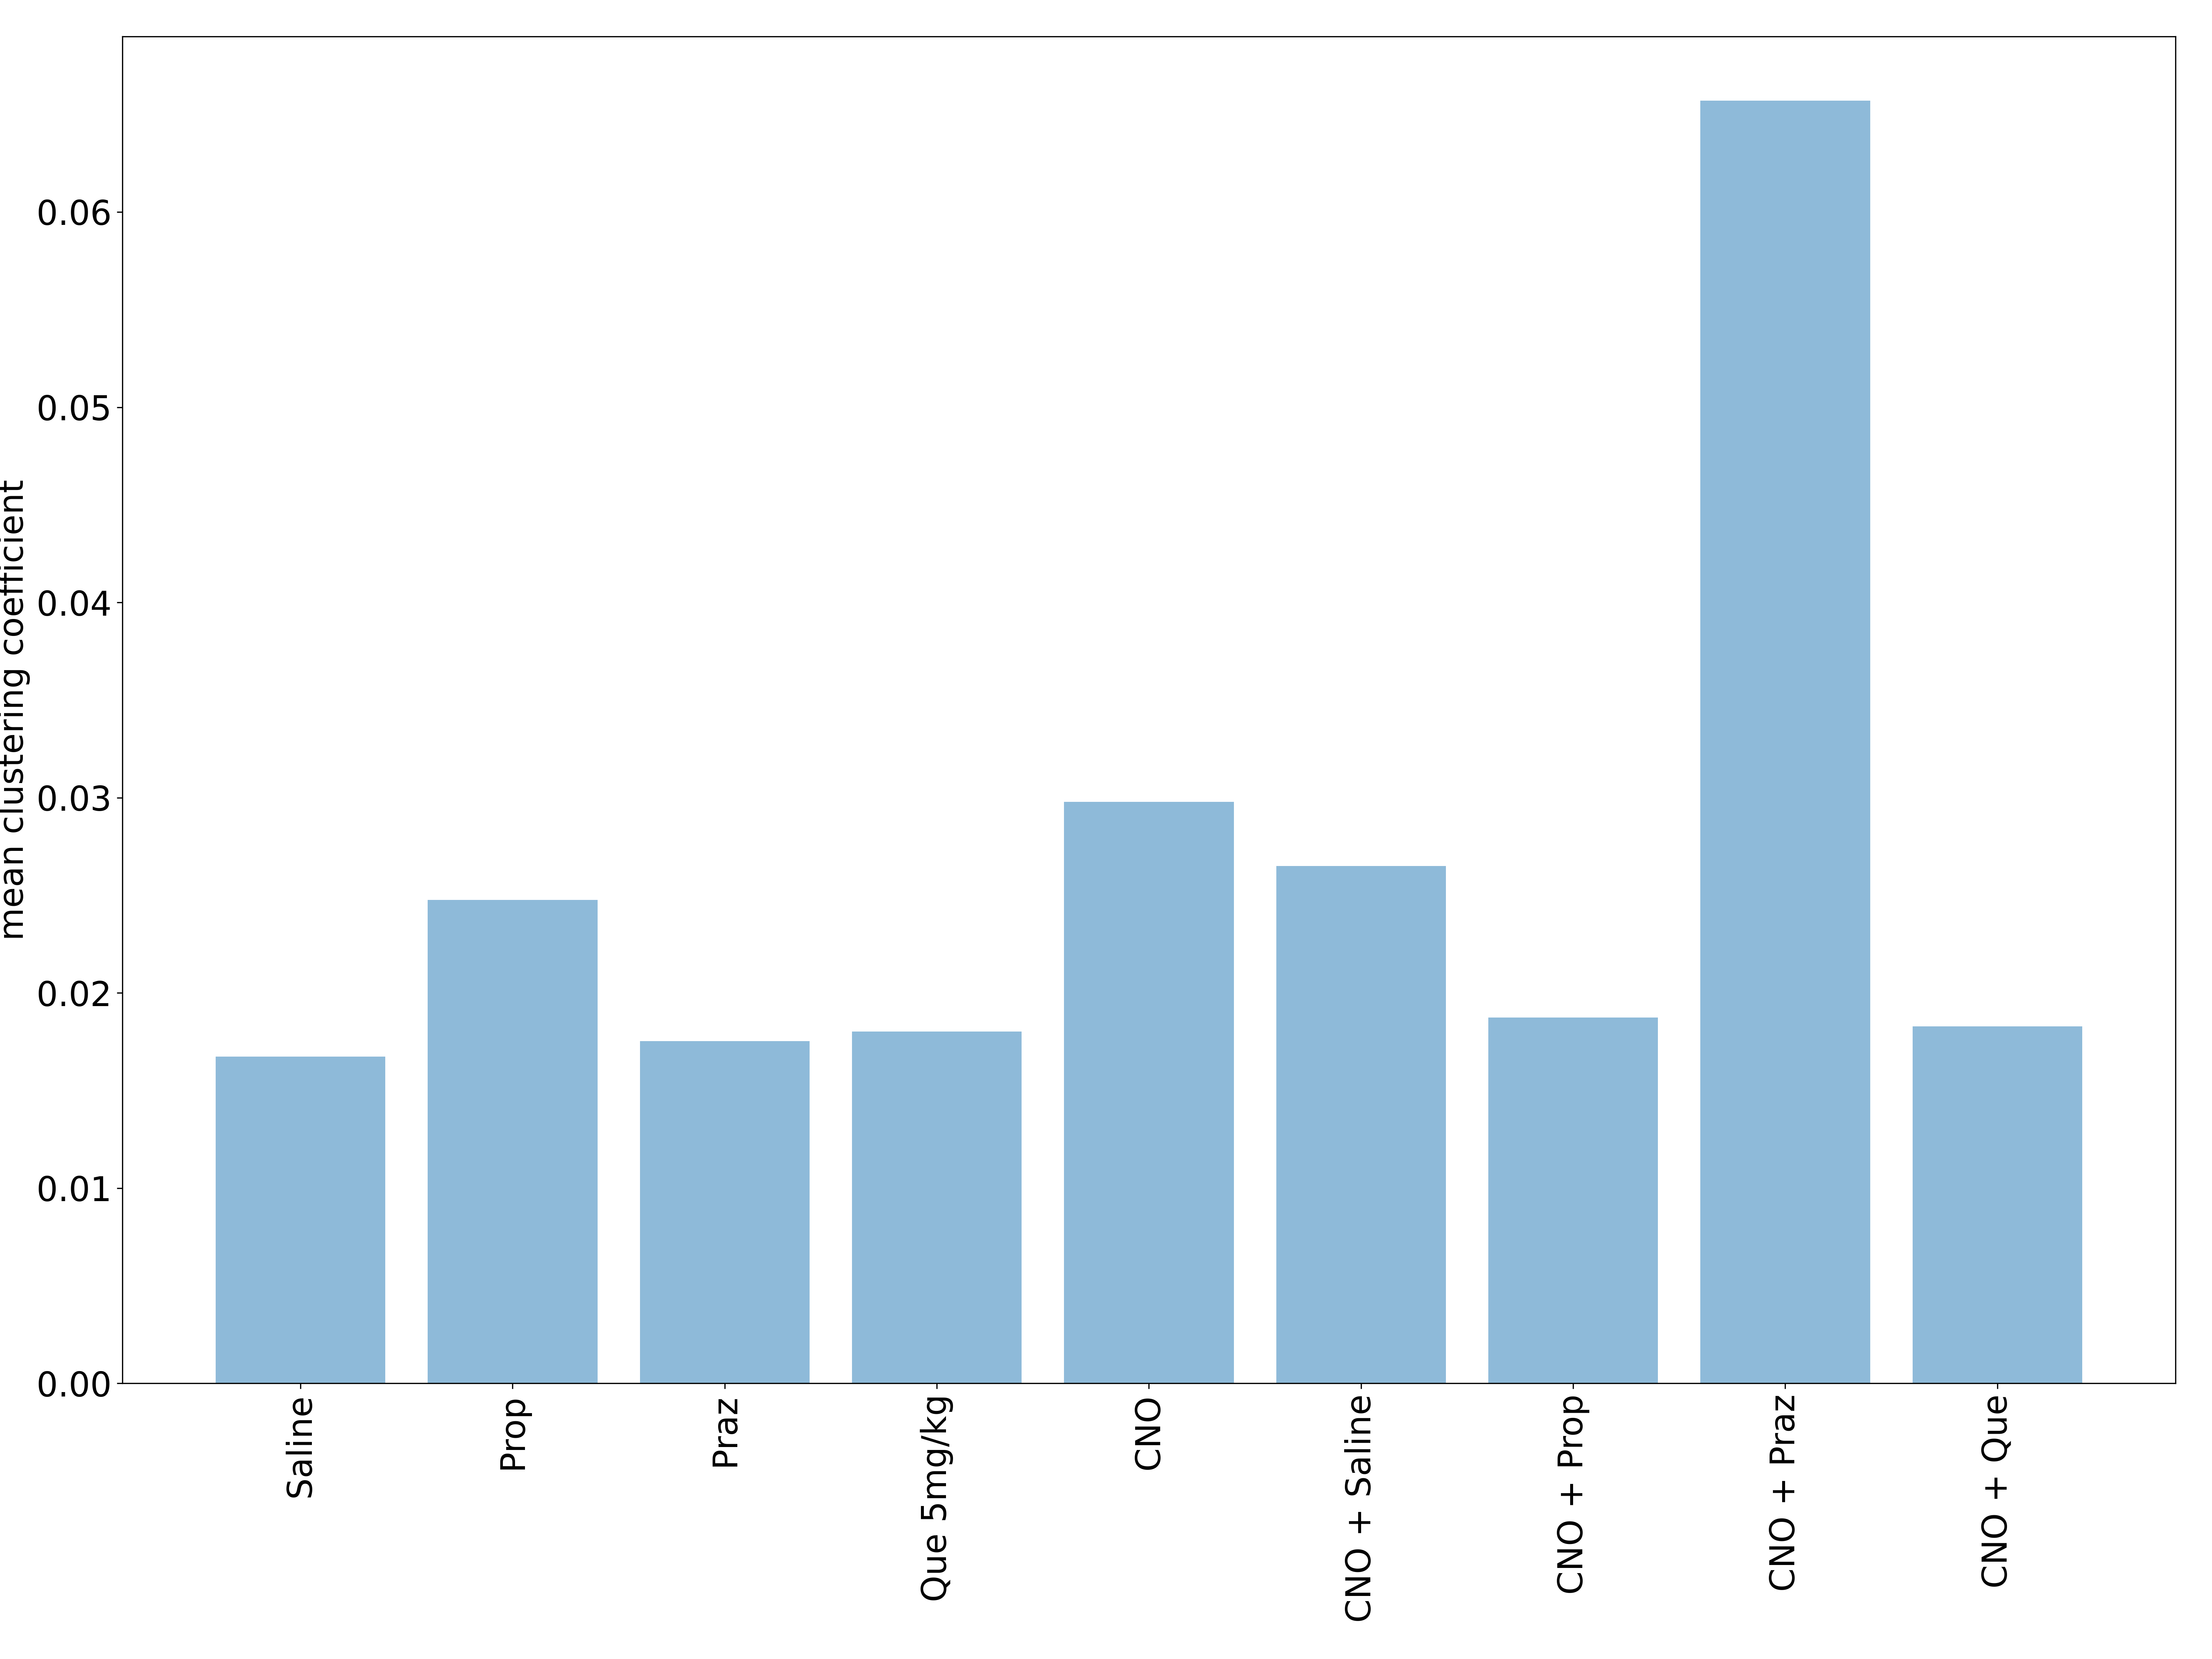 mean clustering coefficient
0.06
0.05
0.04
0.03
0.02
0.01
0.00
Saline
Prop
Praz
Que 5mg/kg
CNO
CNO + Saline
CNO + Prop
CNO + Praz
CNO + Que